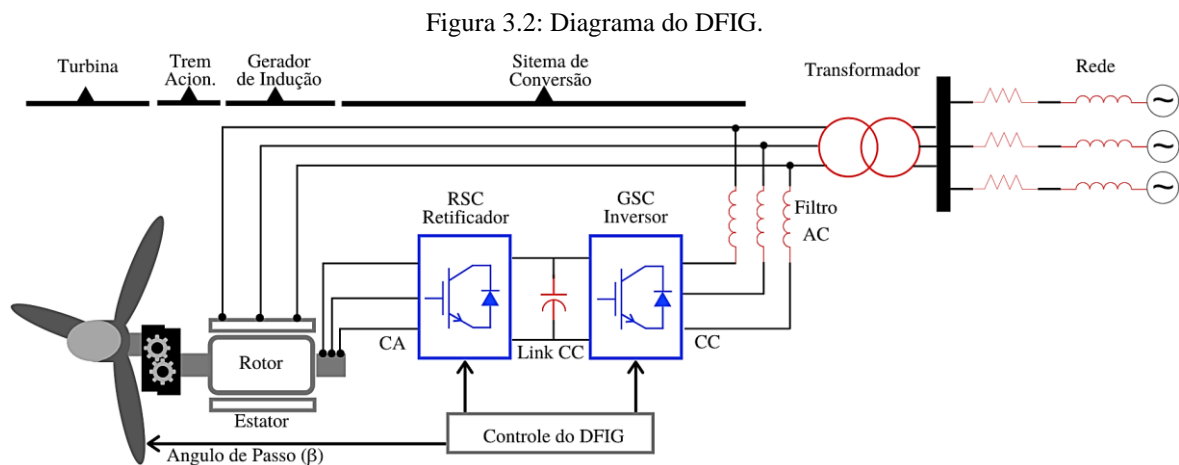 Figura 3.2: Diagrama do DFIG.
Turbina
Trem
Acion.
Gerador
de Indução
Sitema de
Conversão
Transformador
Rede
RSC
Retificador
GSC
Inversor
Filtro
AC
CA
Link CC
CC
Rotor
Estator
Controle do DFIG
Angulo de Passo (β)